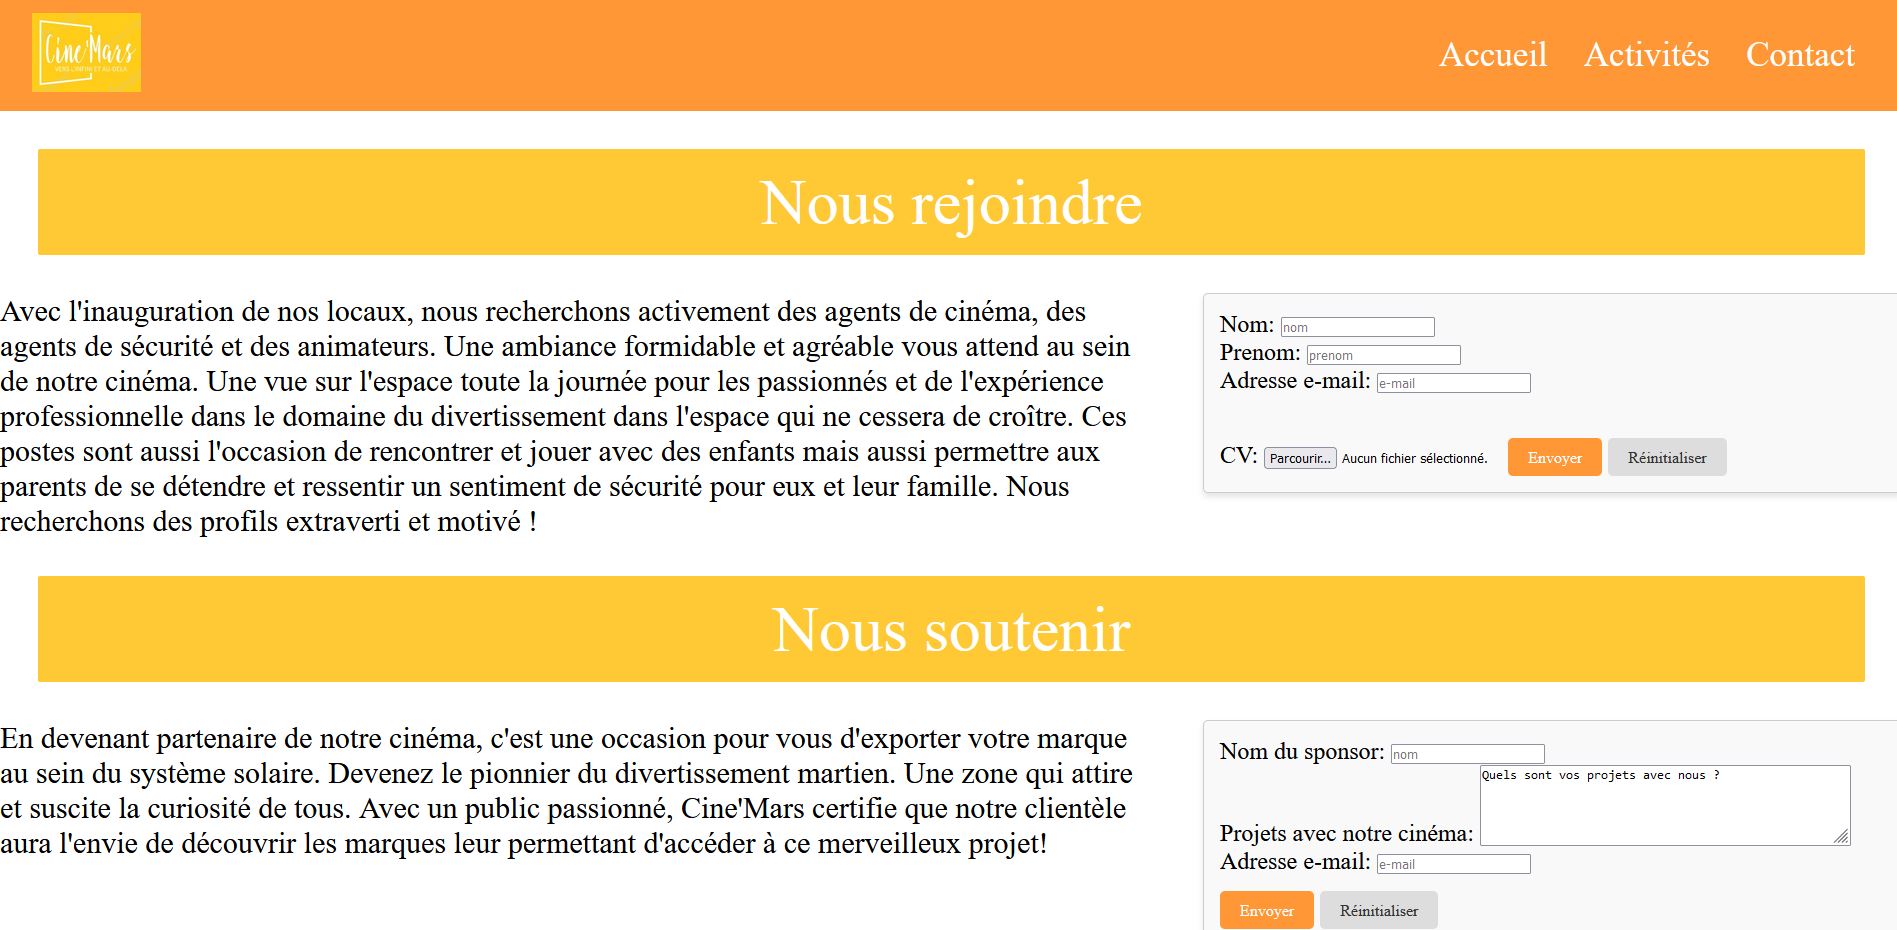 Cine'Mars
VERS L'INFINI ET AU-DELA
Accueil Activités Contact
Nous rejoindre
Avec l'inauguration de nos locaux, nous recherchons activement des agents de cinéma, des
agents de sécurité et des animateurs. Une ambiance formidable et agréable vous attend au sein
de notre cinéma. Une vue sur l'espace toute la journée pour les passionnés et de l'expérience
professionnelle dans le domaine du divertissement dans l'espace qui ne cessera de croître. Ces
postes sont aussi l'occasion de rencontrer et jouer avec des enfants mais aussi permettre aux
parents de se détendre et ressentir un sentiment de sécurité pour eux et leur famille. Nous
recherchons des profils extraverti et motivé !
Nom: nom
Prenom: prenom
Adresse e-mail: e-mail
CV: Parcourir... Aucun fichier sélectionné. Envoyer Réinitialiser
Nous soutenir
En devenant partenaire de notre cinéma, c'est une occasion pour vous d'exporter votre marque
au sein du système solaire. Devenez le pionnier du divertissement martien. Une zone qui attire
et suscite la curiosité de tous. Avec un public passionné, Cine'Mars certifie que notre clientèle
aura l'envie de découvrir les marques leur permettant d'accéder à ce merveilleux projet!
Nom du sponsor: nom
Quels sont vos projets avec nous ?
Projets avec notre cinéma:
Adresse e-mail: e-mail
Envoyer Réinitialiser